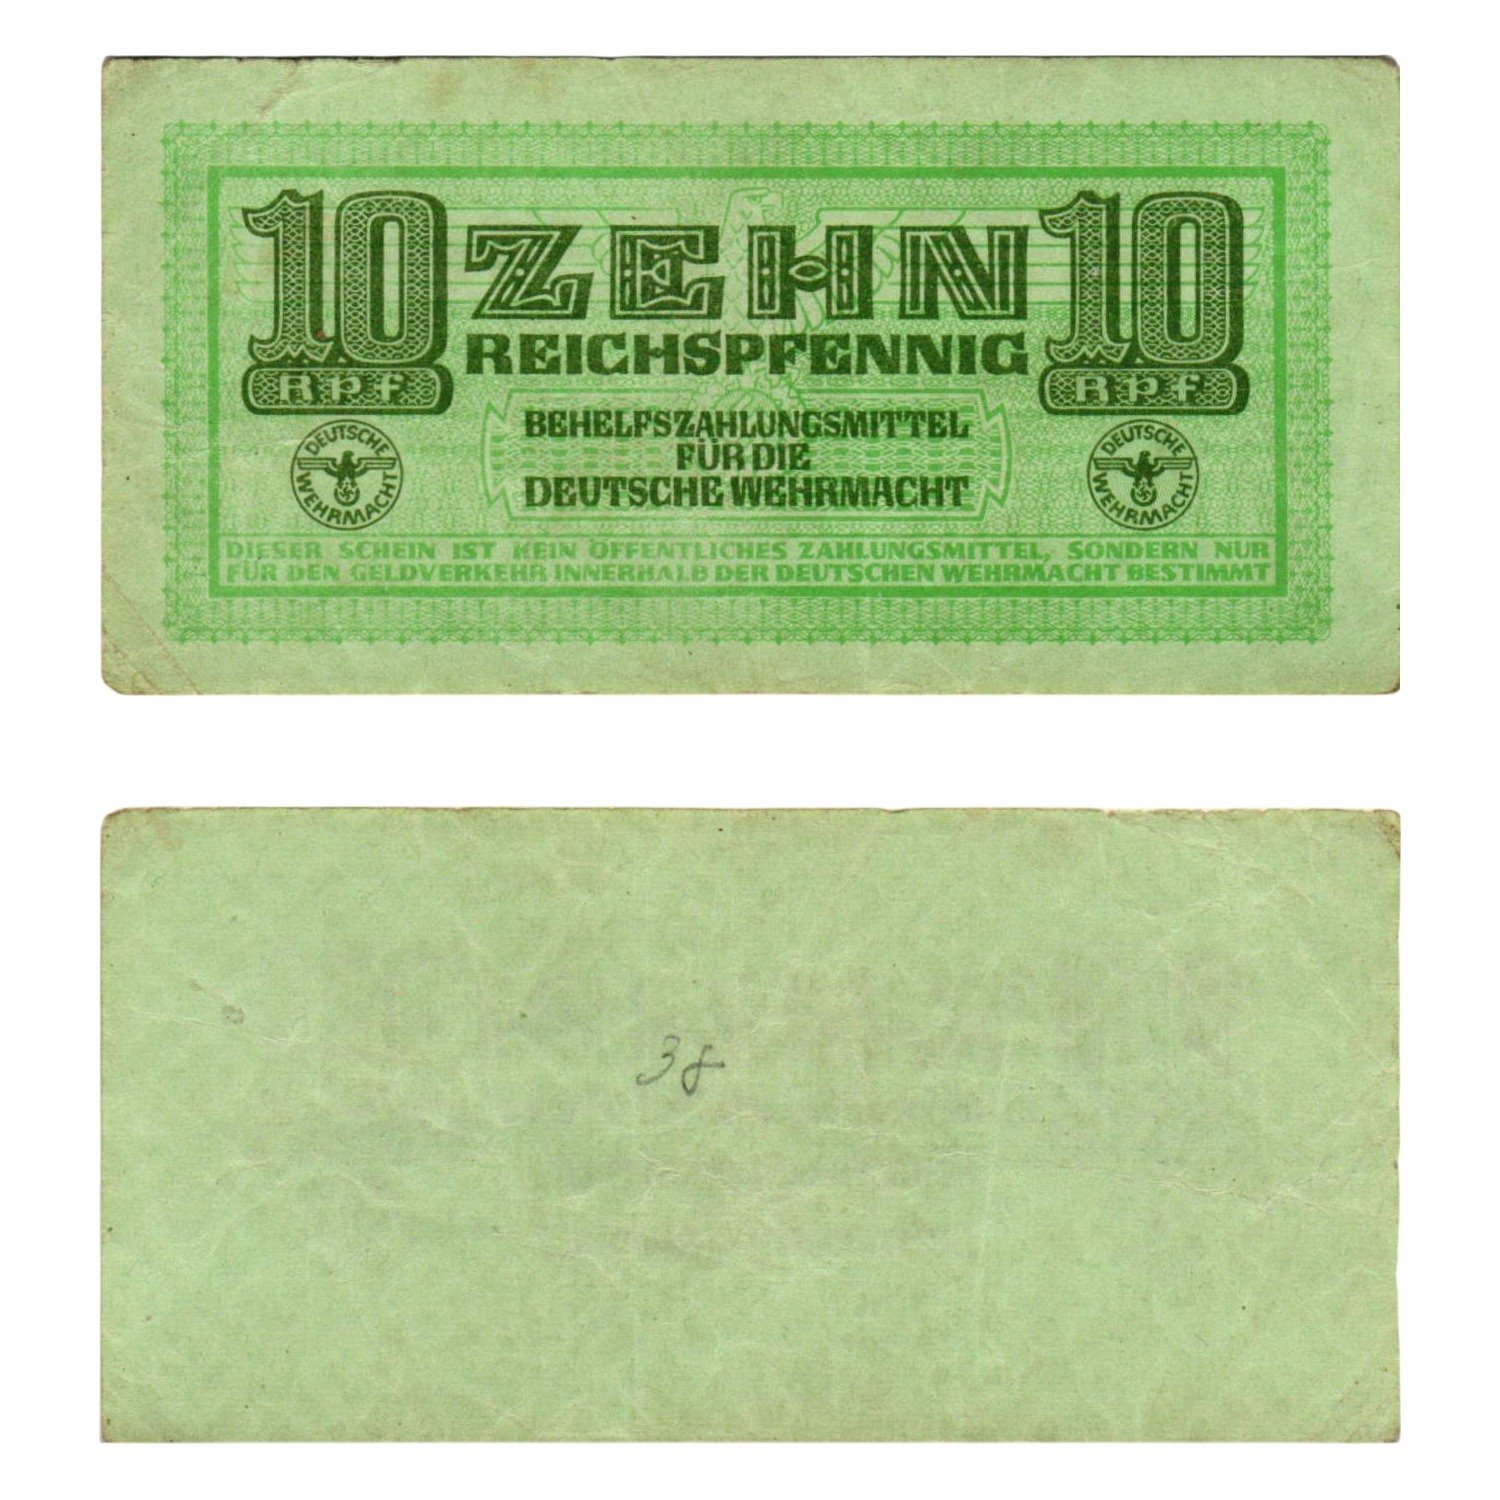 10 ZEHN 10
REICHSPFENNIG
Rpf Rpf
BEHELFSZAHLUNGSMITTEL
FÜR DIE
DEUTSCHE WEHRMACHT
DEUTSCHE WEHRMACHT
DEUTSCHE WEHRMACHT
DIESER SCHEIN IST KEIN ÖFFENTLICHES ZAHLUNGSMITTEL, SONDERN NUR
FÜR DEN GELDVERKEHR INNERHALB DER DEUTSCHEN WEHRMACHT BESTIMMT